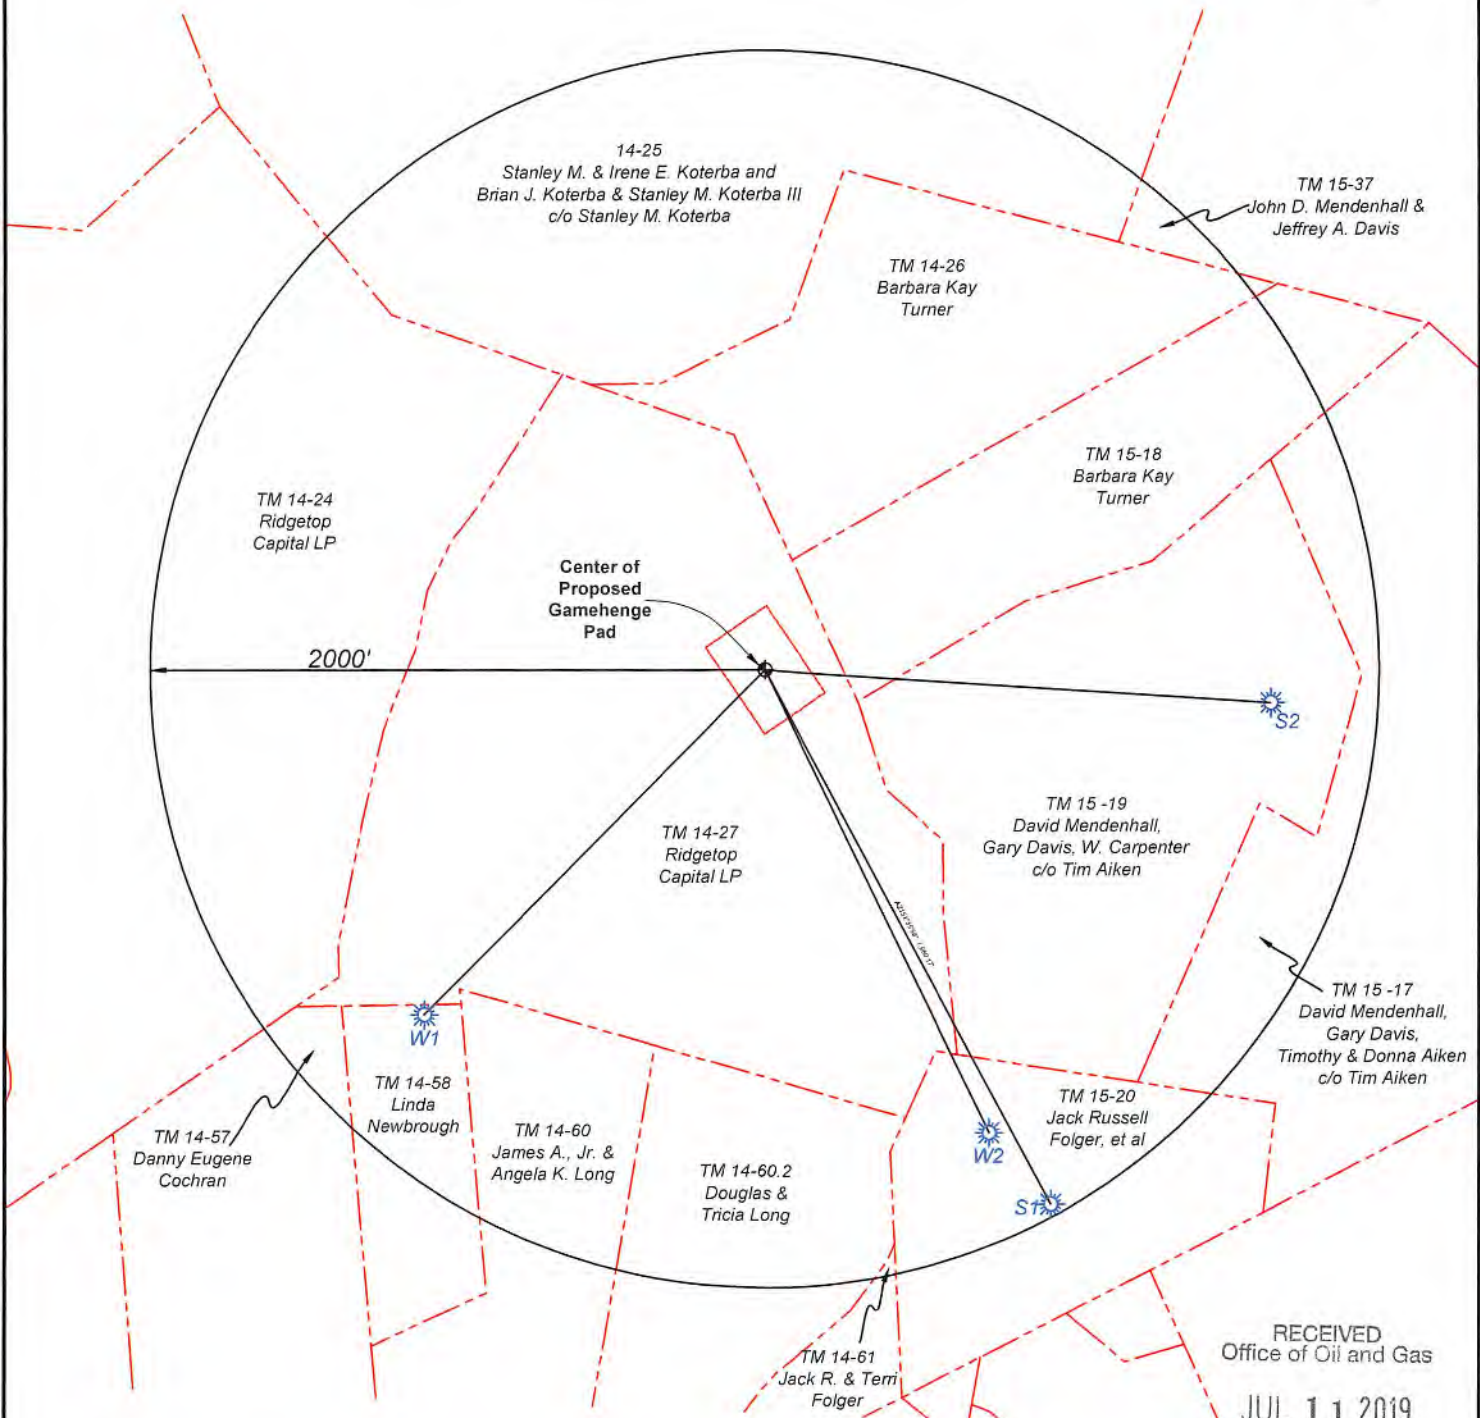 14-25
Stanley M. & Irene E. Koterba and
Brian J. Koterba & Stanley M. Koterba III
c/o Stanley M. Koterba
TM 15-37
John D. Mendenhall &
Jeffrey A. Davis
TM 14-26
Barbara Kay
Turner
TM 15-18
Barbara Kay
Turner
TM 14-24
Ridgetop
Capital LP
Center of
Proposed
Gamehenge
Pad
2000'
S2
TM 14-27
Ridgetop
Capital LP
TM 15 -19
David Mendenhall,
Gary Davis, W. Carpenter
c/o Tim Aiken
TM 15 -17
David Mendenhall,
Gary Davis,
Timothy & Donna Aiken
c/o Tim Aiken
W1
TM 14-58
Linda
Newbrough
TM 14-57
Danny Eugene
Cochran
TM 14-60
James A., Jr. &
Angela K. Long
TM 14-60.2
Douglas &
Tricia Long
W2
S1
TM 15-20
Jack Russell
Folger, et al
TM 14-61
Jack R. & Terri
Folger
RECEIVED
Office of Oil and Gas
JUL 1 1 2019